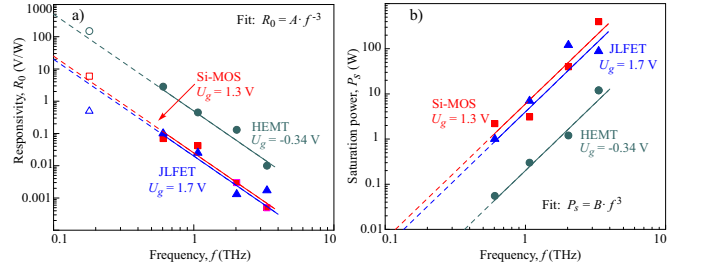 a)
Fit: R₀ = A· f⁻³
1000
100
10
1
0.1
0.01
0.001
Responsivity, R₀ (V/W)
Si-MOS
U_g = 1.3 V
HEMT
U_g = -0.34 V
JLFET
U_g = 1.7 V
0.1
1
10
Frequency, f (THz)
b)
100
10
1
0.1
0.01
Saturation power, Pₛ (W)
JLFET
U_g = 1.7 V
Si-MOS
U_g = 1.3 V
HEMT
U_g = -0.34 V
Fit: Pₛ = B· f³
0.1
1
10
Frequency, f (THz)